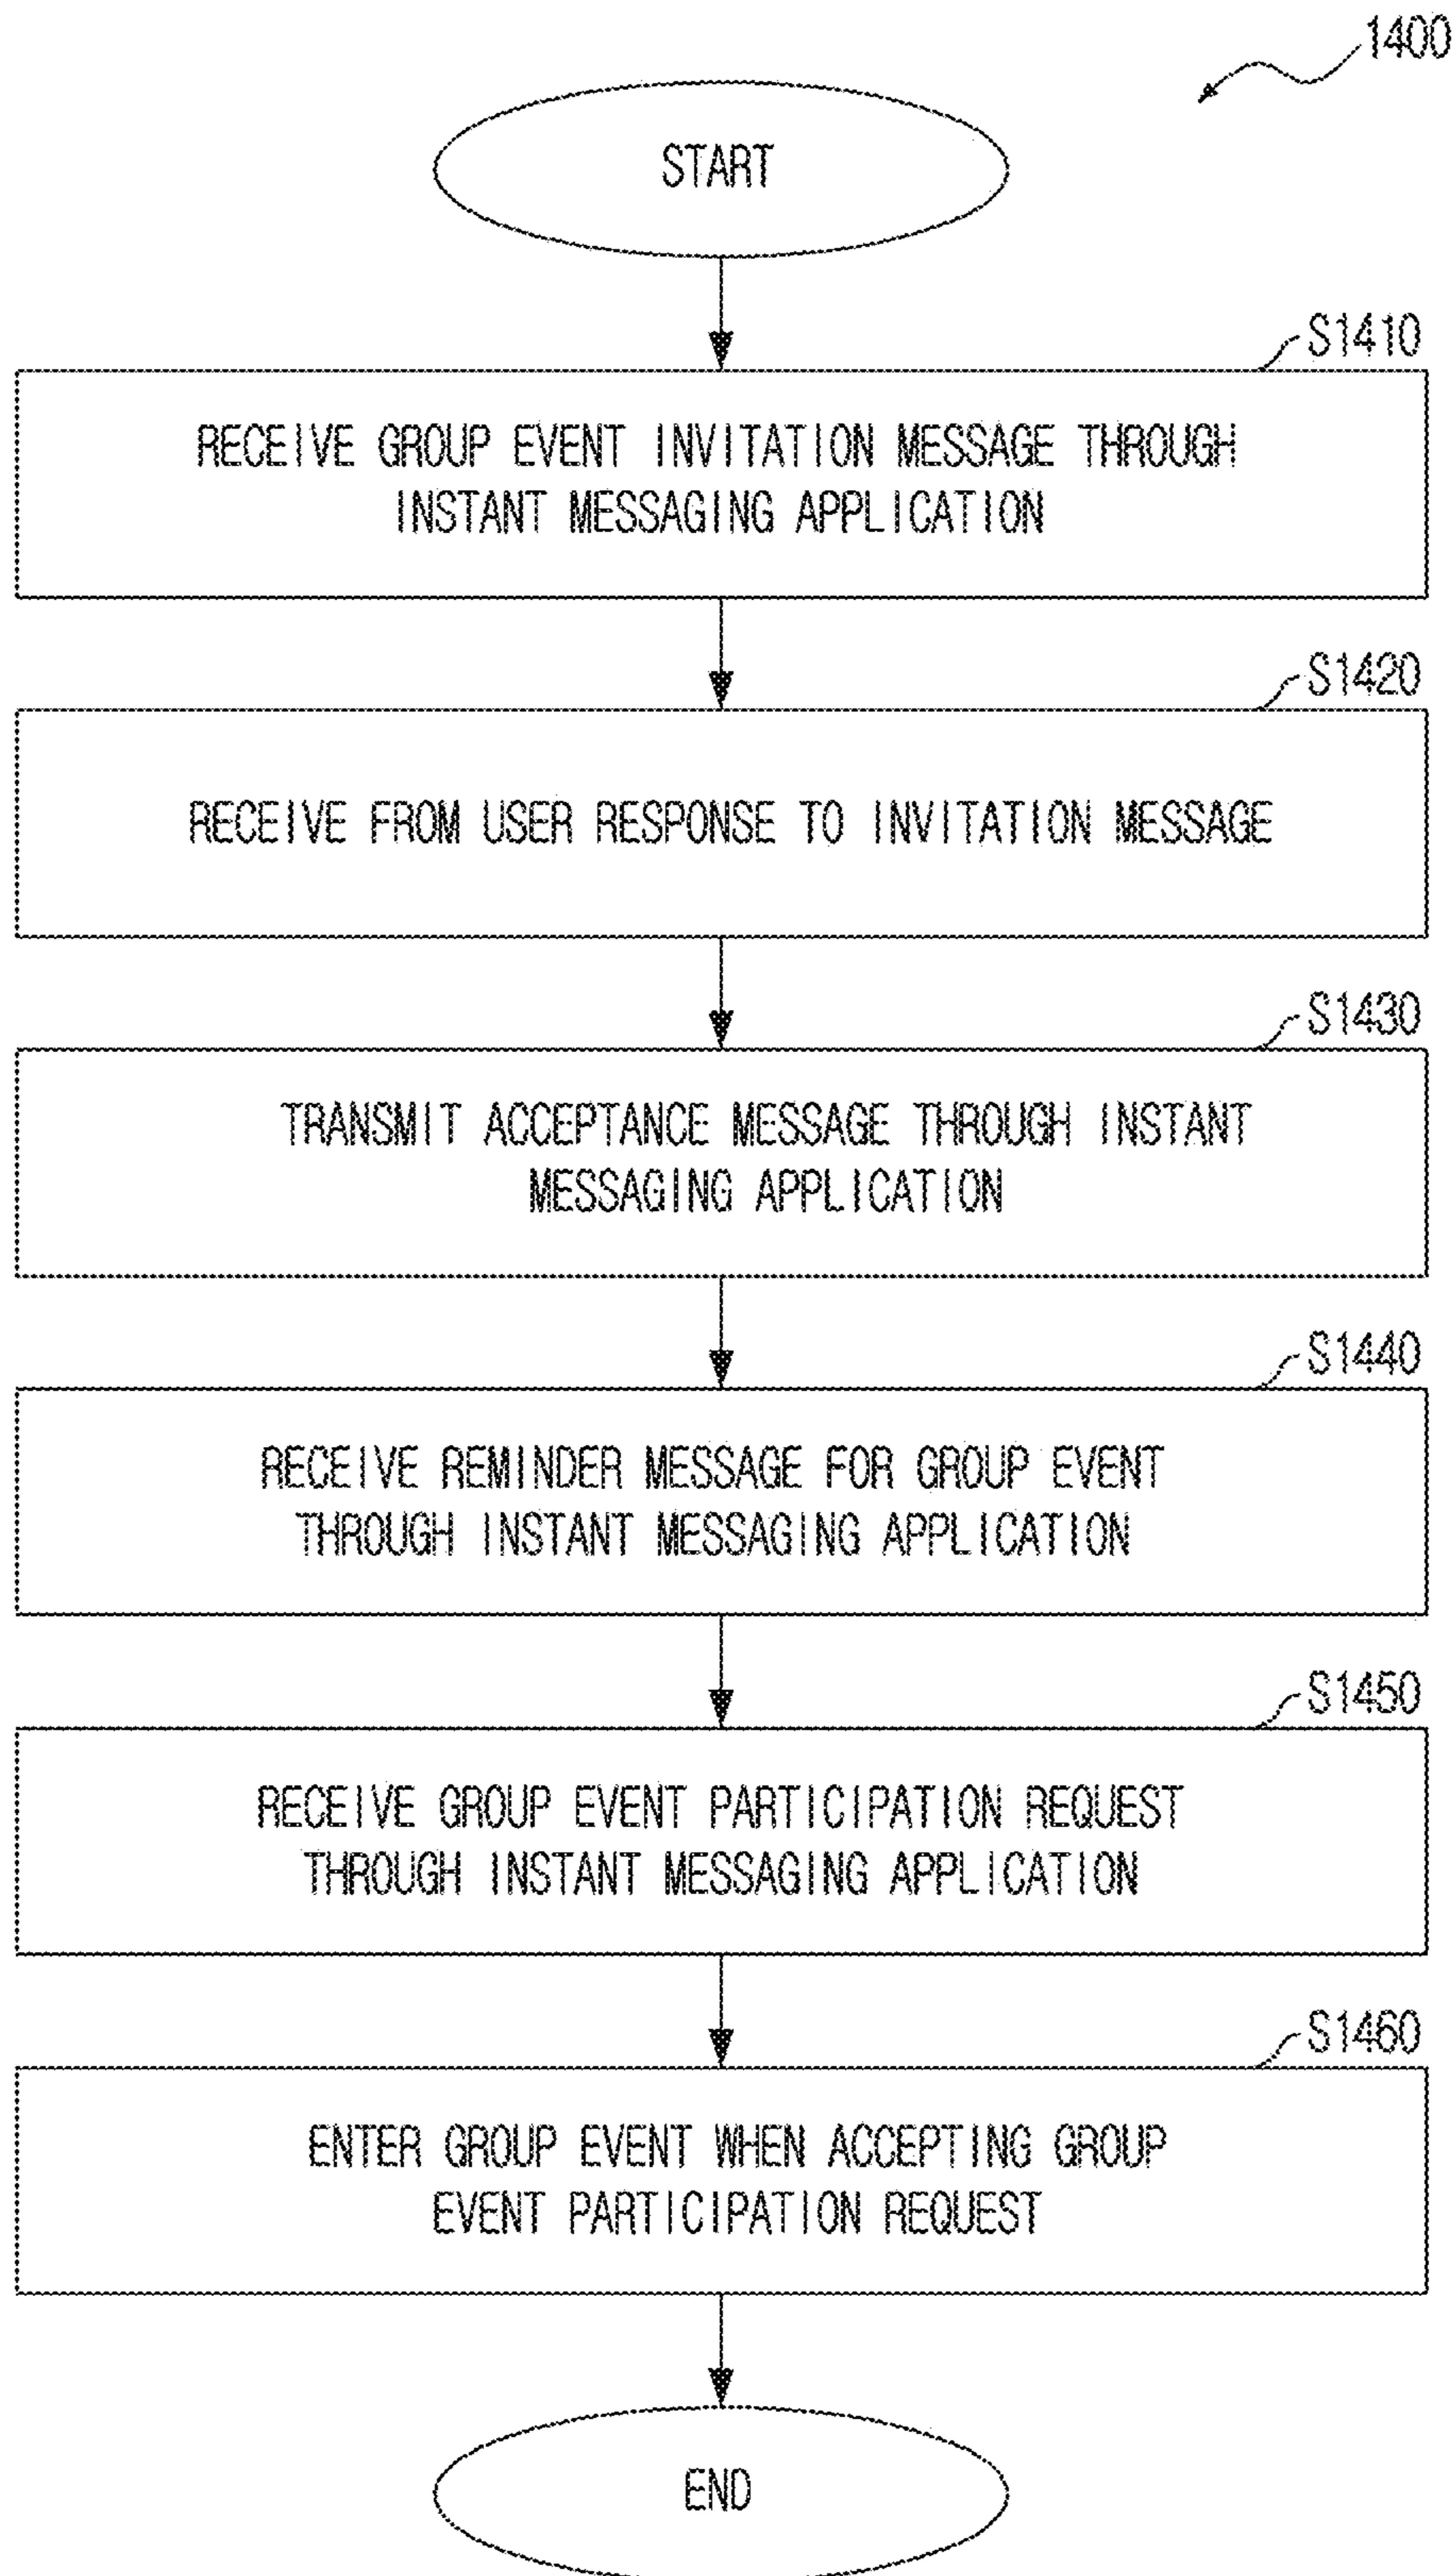 1400
START
S1410
RECEIVE GROUP EVENT INVITATION MESSAGE THROUGH
INSTANT MESSAGING APPLICATION
S1420
RECEIVE FROM USER RESPONSE TO INVITATION MESSAGE
S1430
TRANSMIT ACCEPTANCE MESSAGE THROUGH INSTANT
MESSAGING APPLICATION
S1440
RECEIVE REMINDER MESSAGE FOR GROUP EVENT
THROUGH INSTANT MESSAGING APPLICATION
S1450
RECEIVE GROUP EVENT PARTICIPATION REQUEST
THROUGH INSTANT MESSAGING APPLICATION
S1460
ENTER GROUP EVENT WHEN ACCEPTING GROUP
EVENT PARTICIPATION REQUEST
END